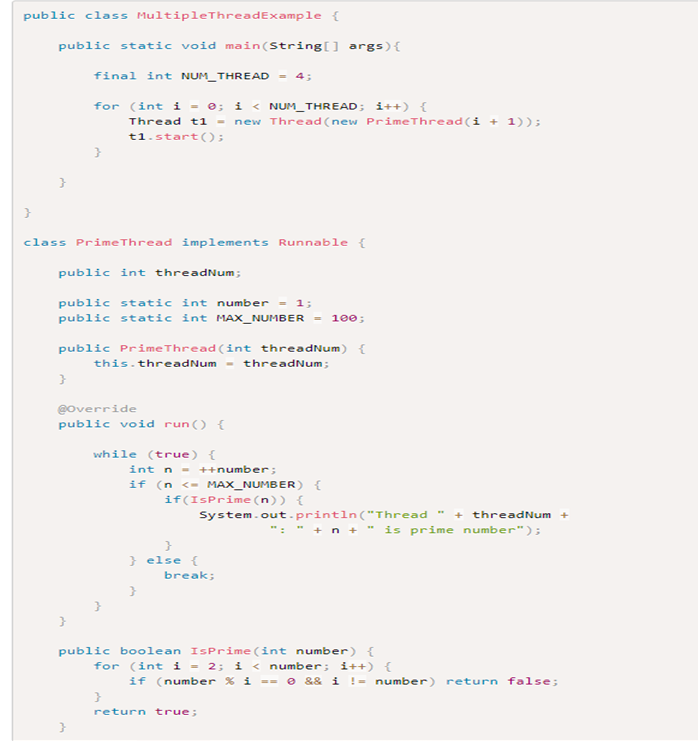 public class MultipleThreadExample {
public static void main(String[] args){
final int NUM_THREAD = 4;
for (int i = 0; i < NUM_THREAD; i++) {
Thread t1 = new Thread(new PrimeThread(i + 1));
t1.start();
}
}
}
class PrimeThread implements Runnable {
public int threadNum;
public static int number = 1;
public static int MAX_NUMBER = 100;
public PrimeThread(int threadNum) {
this.threadNum = threadNum;
}
@Override
public void run() {
while (true) {
int n = ++number;
if (n <= MAX_NUMBER) {
if(IsPrime(n)) {
System.out.println("Thread " + threadNum +
": " + n + " is prime number");
}
} else {
break;
}
}
}
public boolean IsPrime(int number) {
for (int i = 2; i < number; i++) {
if (number % i == 0 && i != number) return false;
}
return true;
}